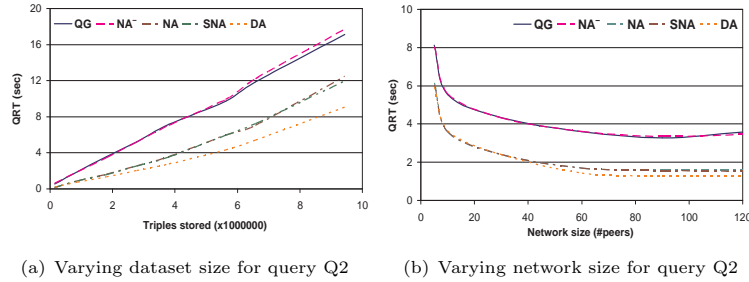 QG NA⁻ NA SNA DA
20
16
12
8
4
0
QRT (sec)
0 2 4 6 8 10
Triples stored (x1000000)
(a) Varying dataset size for query Q2
QG NA⁻ NA SNA DA
10
8
6
4
2
0
QRT (sec)
0 20 40 60 80 100 120
Network size (#peers)
(b) Varying network size for query Q2